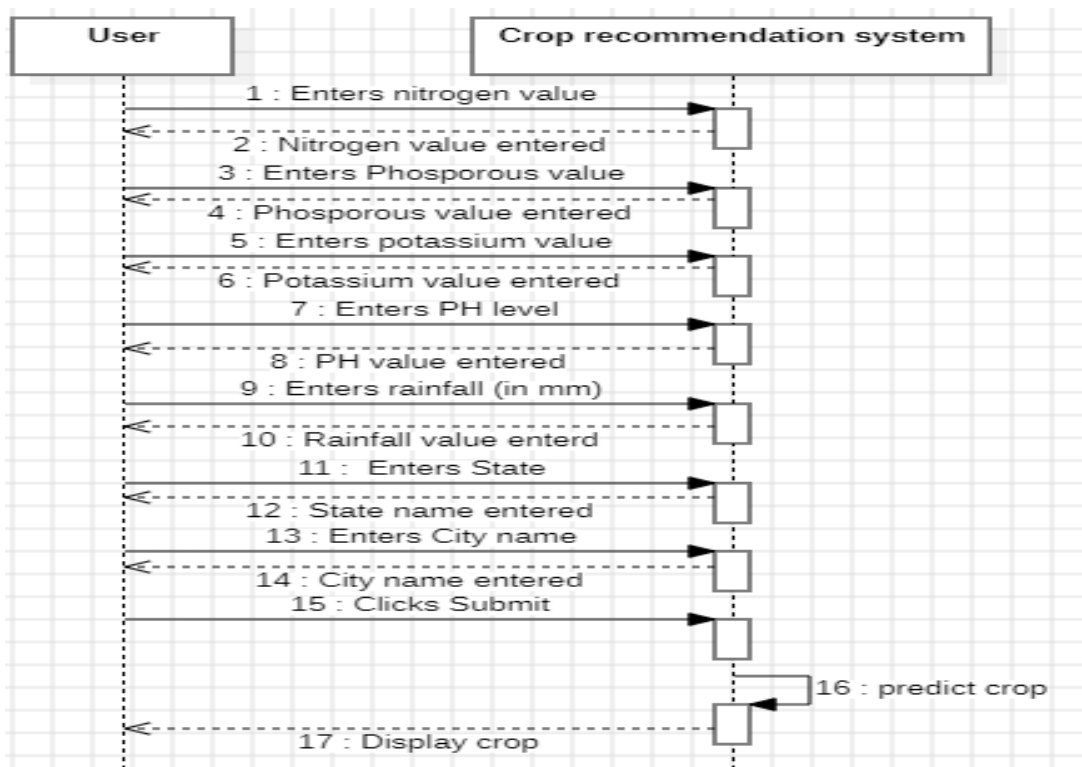 User
Crop recommendation system
1 : Enters nitrogen value
2 : Nitrogen value entered
3 : Enters Phosporous value
4 : Phosporous value entered
5 : Enters potassium value
6 : Potassium value entered
7 : Enters PH level
8 : PH value entered
9 : Enters rainfall (in mm)
10 : Rainfall value enterd
11 : Enters State
12 : State name entered
13 : Enters City name
14 : City name entered
15 : Clicks Submit
16 : predict crop
17 : Display crop